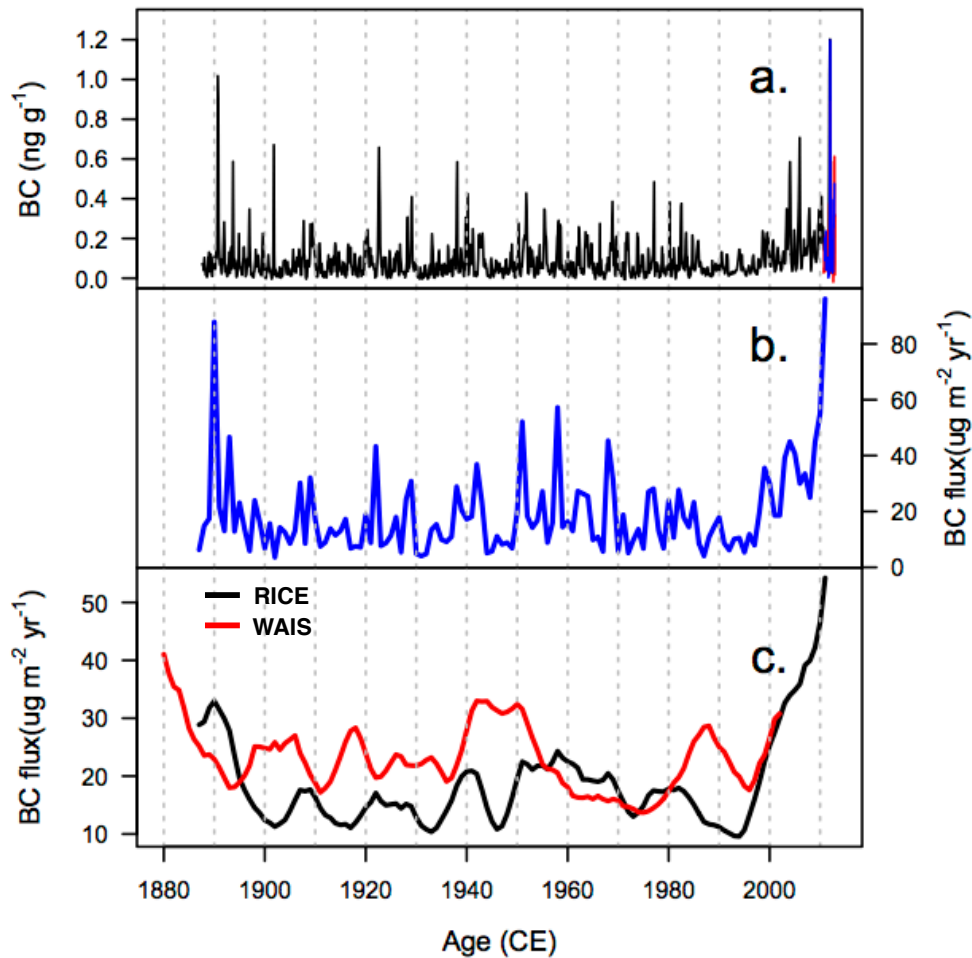 a.
1.2
1.0
0.8
0.6
0.4
0.2
0.0
BC (ng g⁻¹)
b.
80
60
40
20
0
BC flux(ug m⁻² yr⁻¹)
RICE
WAIS
c.
50
40
30
20
10
BC flux(ug m⁻² yr⁻¹)
1880 1900 1920 1940 1960 1980 2000
Age (CE)